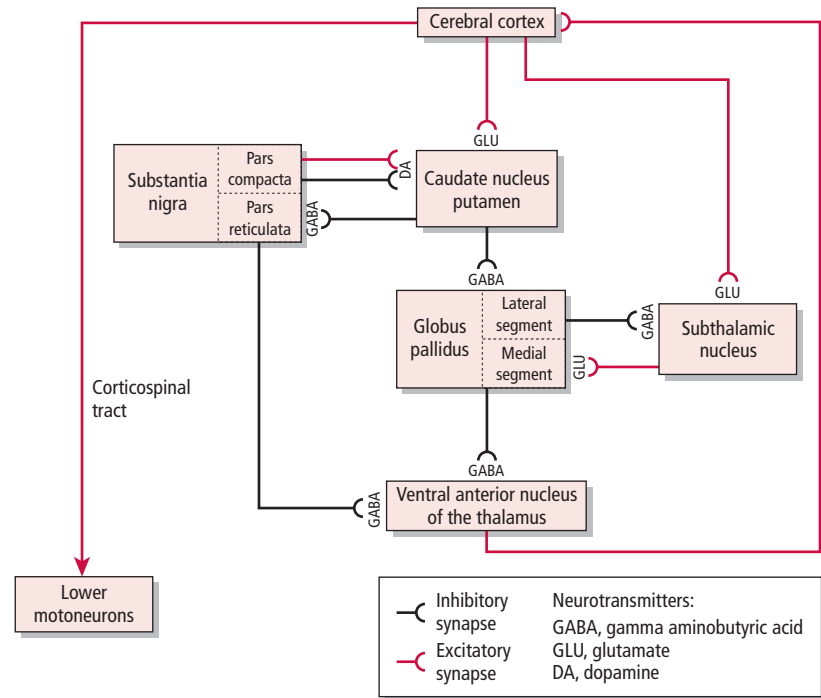 Cerebral cortex
GLU
Substantia
nigra
Pars
compacta
Pars
reticulata
DA
GABA
Caudate nucleus
putamen
GABA
GLU
Globus
pallidus
Lateral
segment
Medial
segment
GABA
GLU
Subthalamic
nucleus
Corticospinal
tract
GABA
GABA
Ventral anterior nucleus
of the thalamus
Lower
motoneurons
Inhibitory
synapse
Excitatory
synapse
Neurotransmitters:
GABA, gamma aminobutyric acid
GLU, glutamate
DA, dopamine